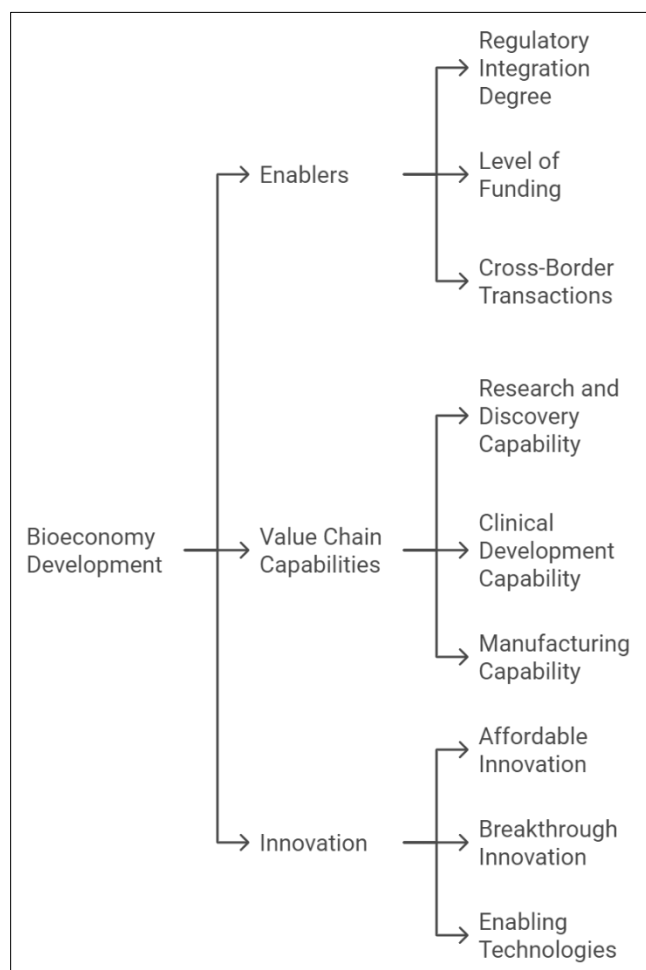 Regulatory
Integration
Degree
Enablers
Level of
Funding
Cross-Border
Transactions
Research and
Discovery
Capability
Bioeconomy
Development
Value Chain
Capabilities
Clinical
Development
Capability
Manufacturing
Capability
Affordable
Innovation
Innovation
Breakthrough
Innovation
Enabling
Technologies